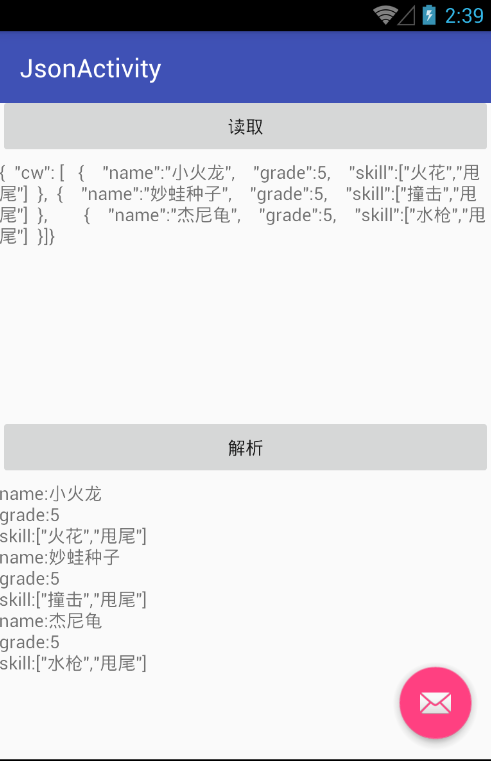 2:39
JsonActivity
读取
{  "cw": [   {    "name":"小火龙",    "grade":5,    "skill":["火花","甩
尾"]  },  {    "name":"妙蛙种子",    "grade":5,    "skill":["撞击","甩
尾"]  },        {    "name":"杰尼龟",    "grade":5,    "skill":["水枪","甩
尾"]  }]}
解析
name:小火龙
grade:5
skill:["火花","甩尾"]
name:妙蛙种子
grade:5
skill:["撞击","甩尾"]
name:杰尼龟
grade:5
skill:["水枪","甩尾"]